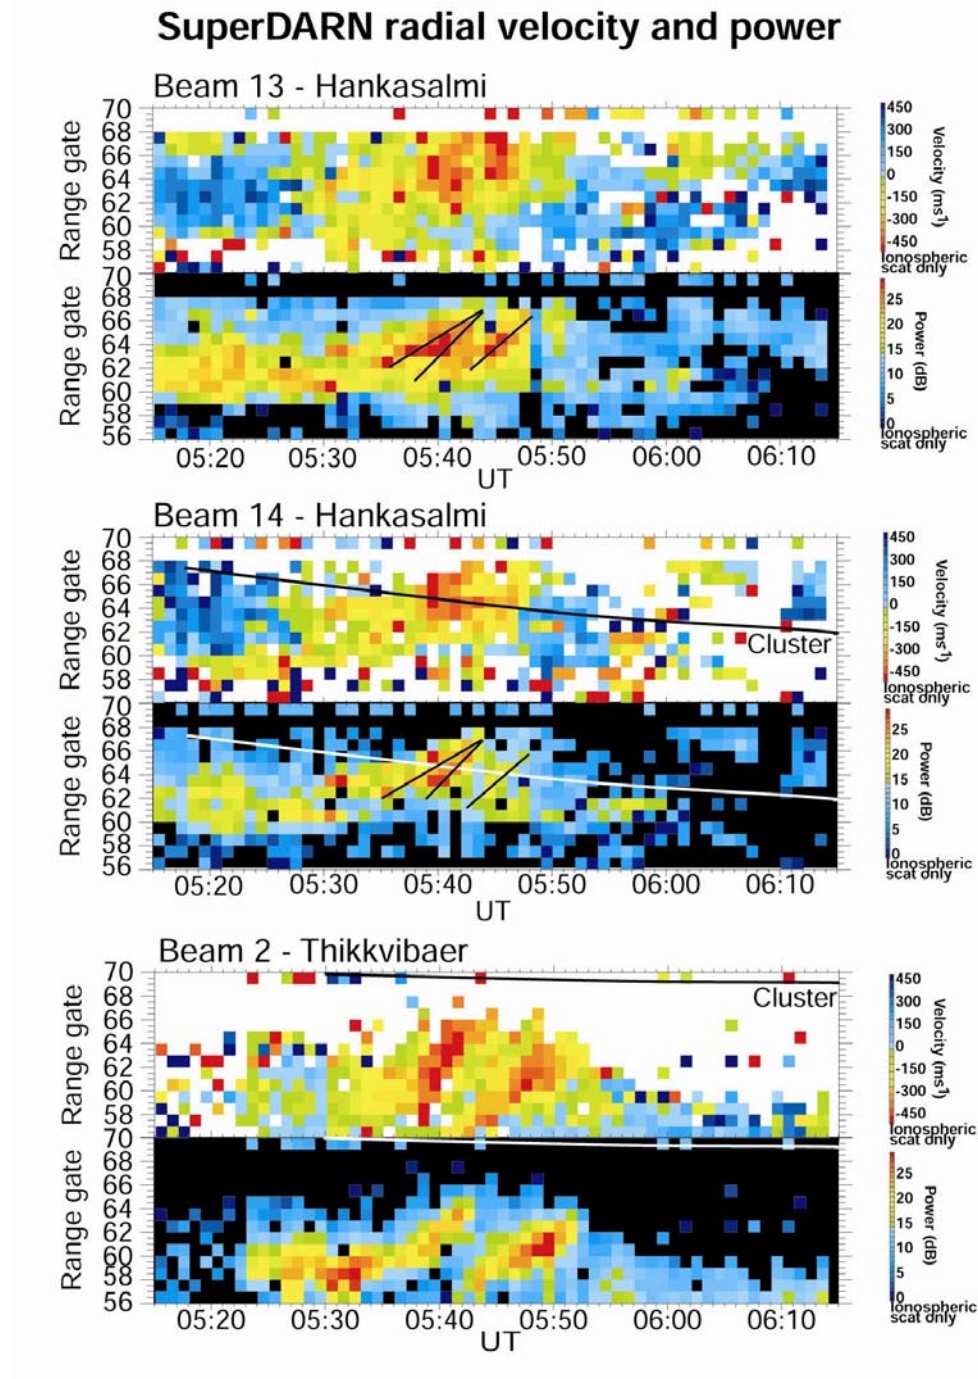 SuperDARN radial velocity and power
Beam 13 - Hankasalmi
70
68
66
64
62
60
58
Range gate
450
300
150
0
-150
-300
-450
Velocity (ms¹)
Ionospheric
scat only
70
68
66
64
62
60
58
56
Range gate
25
20
15
10
5
0
Power (dB)
Ionospheric
scat only
05:20 05:30 05:40 05:50 06:00 06:10
UT
Beam 14 - Hankasalmi
70
68
66
64
62
60
58
Range gate
Cluster
450
300
150
0
-150
-300
-450
Velocity (ms¹)
Ionospheric
scat only
70
68
66
64
62
60
58
56
Range gate
25
20
15
10
5
0
Power (dB)
Ionospheric
scat only
05:20 05:30 05:40 05:50 06:00 06:10
UT
Beam 2 - Thikkvibaer
70
68
66
64
62
60
58
Range gate
Cluster
450
300
150
0
-150
-300
-450
Velocity (ms¹)
Ionospheric
scat only
70
68
66
64
62
60
58
56
Range gate
25
20
15
10
5
0
Power (dB)
Ionospheric
scat only
05:20 05:30 05:40 05:50 06:00 06:10
UT